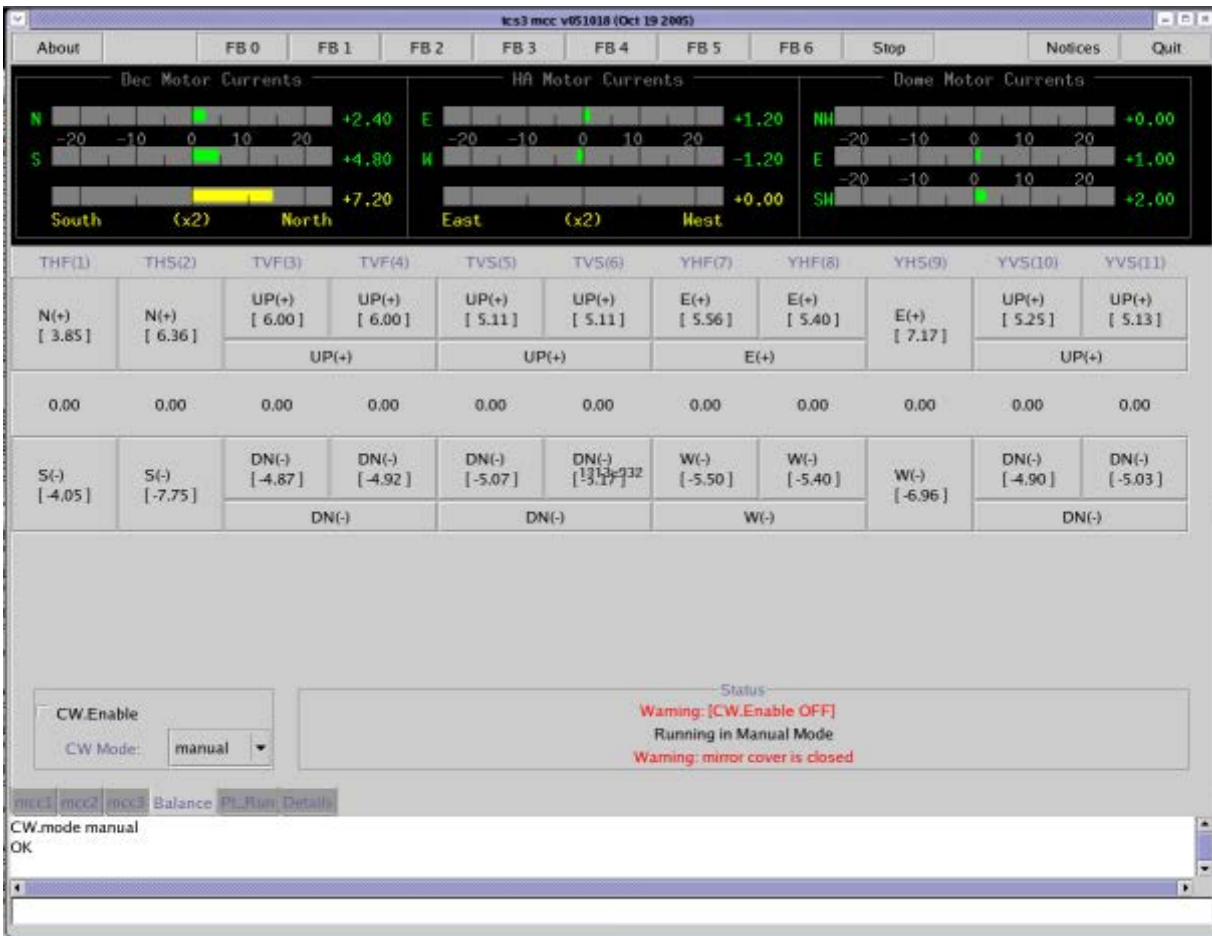 tcs3 mcc v051018 (Oct 19 2005)
About FB 0 FB 1 FB 2 FB 3 FB 4 FB 5 FB 6 Stop Notices Quit
Dec Motor Currents HA Motor Currents Dome Motor Currents
N +2.40 E +1.20 NW +0.00
-20 -10 0 10 20 -20 -10 0 10 20 -20 -10 0 10 20
S +4.80 W -1.20 E +1.00
-20 -10 0 10 20
+7.20 +0.00 SW +2.00
South (x2) North East (x2) West
THF(1) THS(2) TVF(3) TVF(4) TVS(5) TVS(6) YHF(7) YHF(8) YHS(9) YVS(10) YVS(11)
UP(+) UP(+) UP(+) UP(+) E(+) E(+) UP(+) UP(+)
N(+) N(+) [ 6.00 ] [ 6.00 ] [ 5.11 ] [ 5.11 ] [ 5.56 ] [ 5.40 ] E(+) [ 5.25 ] [ 5.13 ]
[ 3.85 ] [ 6.36 ] [ 7.17 ]
UP(+) UP(+) E(+) UP(+)
0.00 0.00 0.00 0.00 0.00 0.00 0.00 0.00 0.00 0.00 0.00
DN(-) DN(-) DN(-) DN(-) W(-) W(-) DN(-) DN(-)
S(-) S(-) [ -4.87 ] [ -4.92 ] [ -5.07 ] [ -5.50 ] [ -5.40 ] W(-) [ -4.90 ] [ -5.03 ]
[ -4.05 ] [ -7.75 ] [ -6.96 ]
DN(-) DN(-) W(-) DN(-)
Status
CW.Enable Warning: [CW.Enable OFF]
Running in Manual Mode
CW Mode: manual Warning: mirror cover is closed
mcc1 mcc2 mcc3 Balance Pt_Run Details
CW.mode manual
OK